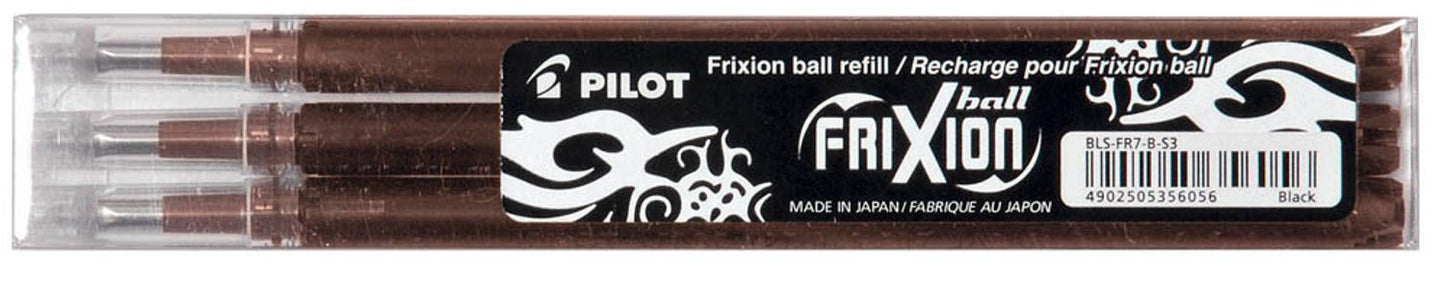 PILOT
Frixion ball refill / Recharge pour Frixion ball
ball
FRIXION
MADE IN JAPAN / FABRIQUE AU JAPON
BLS-FR7-B-S3
4902505356056 Black